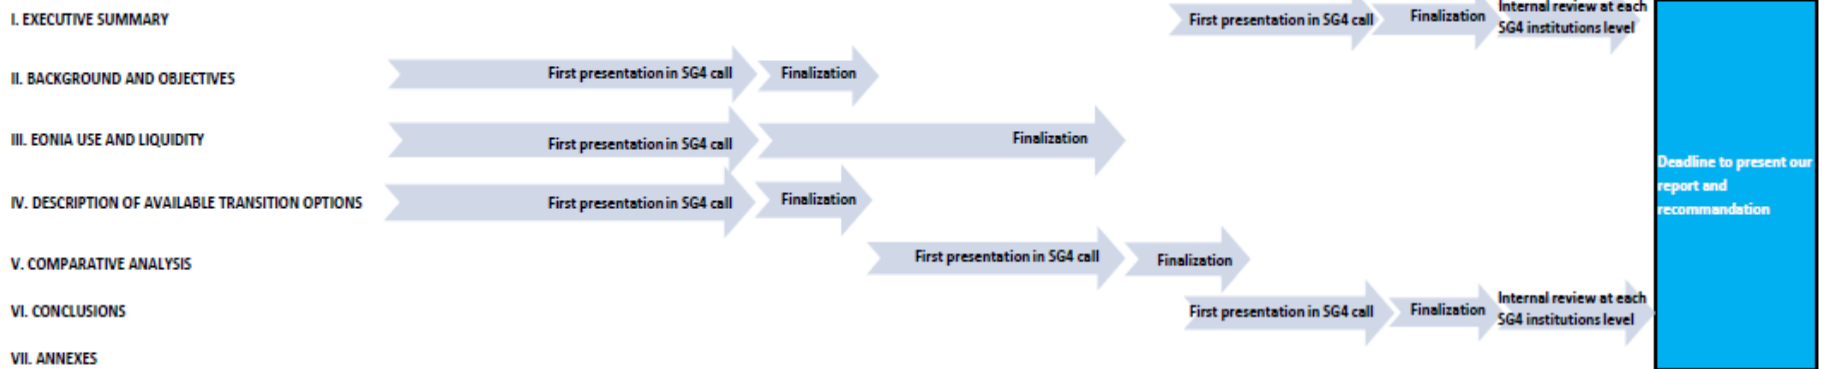 I. EXECUTIVE SUMMARY
First presentation in SG4 call
Finalization
Internal review at each
SG4 institutions level
II. BACKGROUND AND OBJECTIVES
First presentation in SG4 call
Finalization
III. EONIA USE AND LIQUIDITY
First presentation in SG4 call
Finalization
IV. DESCRIPTION OF AVAILABLE TRANSITION OPTIONS
First presentation in SG4 call
Finalization
V. COMPARATIVE ANALYSIS
First presentation in SG4 call
Finalization
VI. CONCLUSIONS
First presentation in SG4 call
Finalization
Internal review at each
SG4 institutions level
VII. ANNEXES
Deadline to present our
report and
recommandation